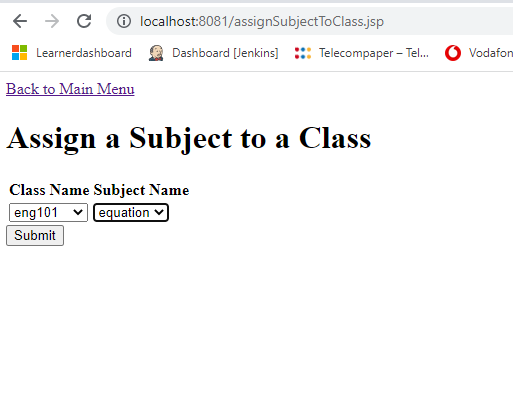 localhost:8081/assignSubjectToClass.jsp
Learnerdashboard Dashboard [Jenkins] Telecompaper – Tel... Vodafon
Back to Main Menu
Assign a Subject to a Class
Class Name Subject Name
eng101 equation
Submit